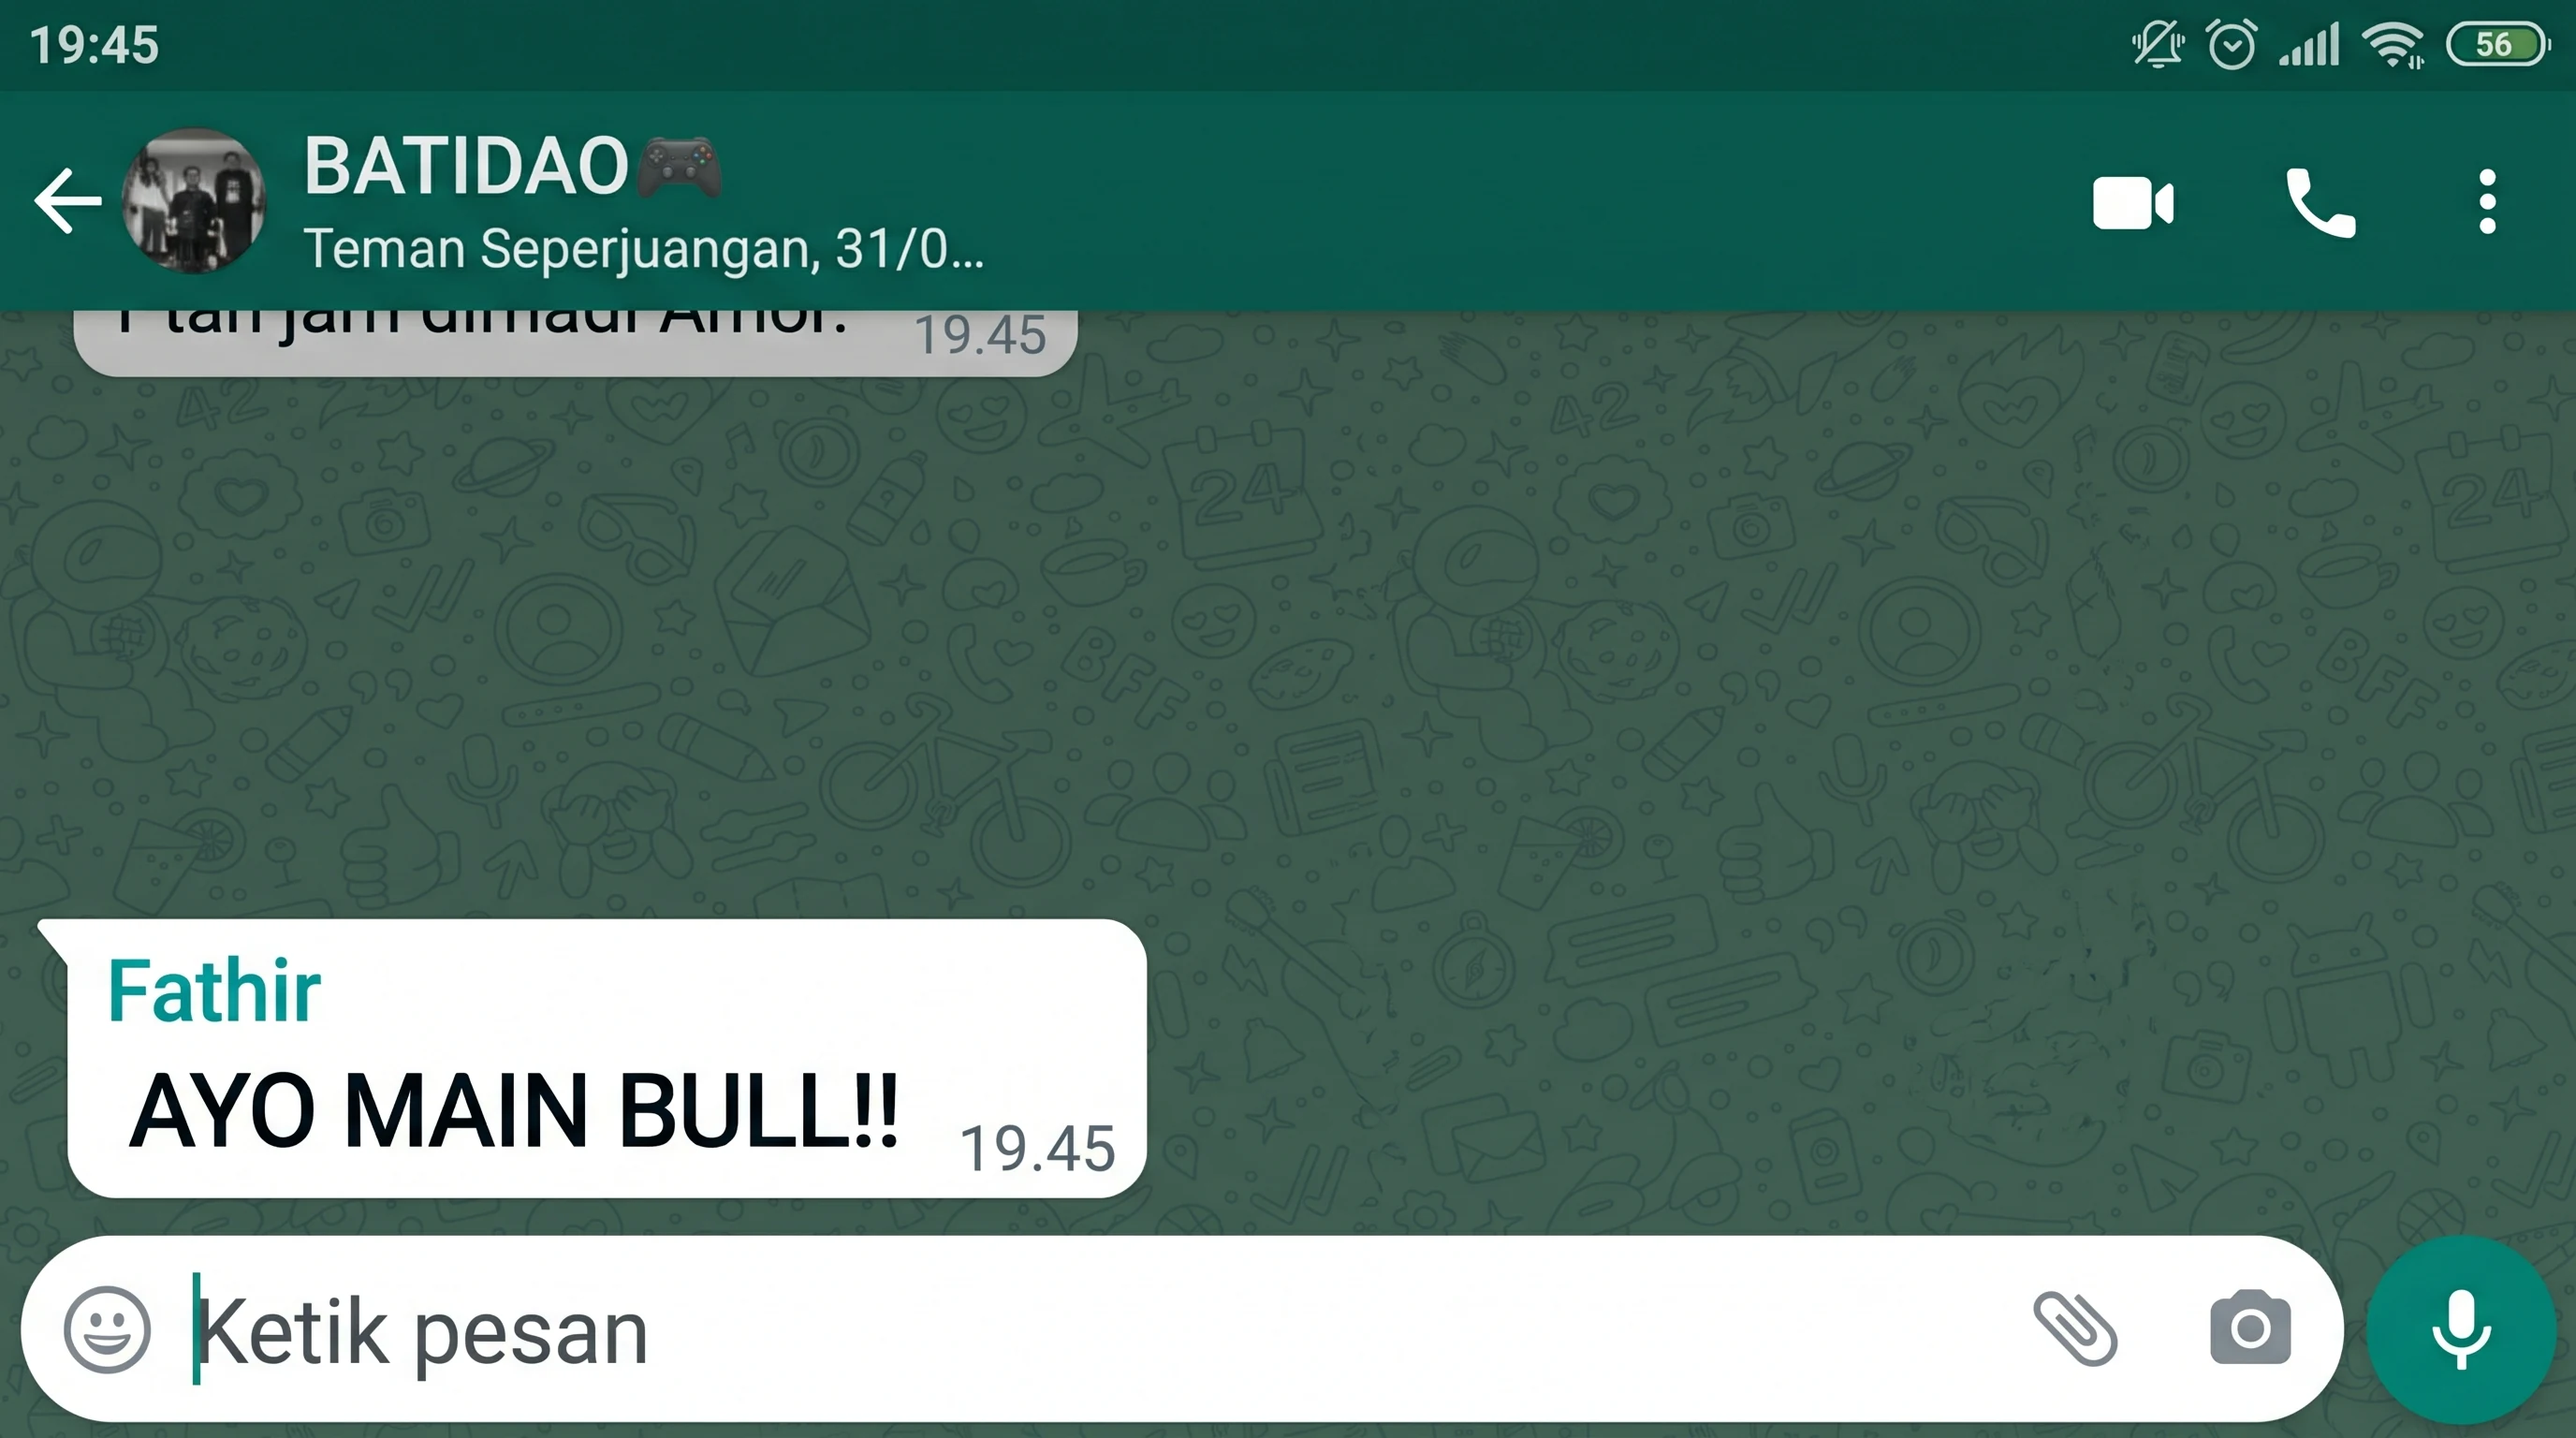 19:45
56
BATIDAO🎮
Teman Seperjuangan, 31/0...
19.45
Fathir
AYO MAIN BULL!!
19.45
Ketik pesan